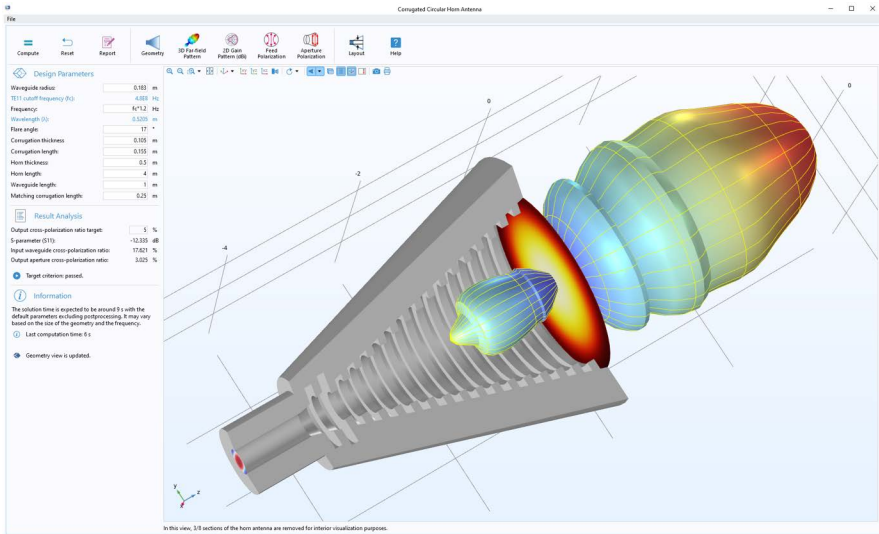 Corrugated Circular Horn Antenna
File
Compute Reset Report Geometry 3D Far-field Pattern 2D Gain Pattern (dB) Feed Polarization Aperture Polarization Layout Help
Design Parameters
Waveguide radius: 0.183 m
TE11 cutoff frequency (fc): Hz
Frequency: fc*1.2 Hz
Wavelength (λ): 0.5205 m
Flare angle: 17 °
Corrugation thickness 0.105 m
Corrugation length: 0.155 m
Horn thickness: 0.5 m
Horn length: 4 m
Waveguide length: 1 m
Matching corrugation length: 0.25 m
Result Analysis
Output cross-polarization ratio target: 5 %
S-parameter (S11): -12.335 dB
Input waveguide cross-polarization ratio: 17.621 %
Output aperture cross-polarization ratio: 3.025 %
Target criterion: passed.
Information
The solution time is expected to be around 9 s with the
default parameters excluding postprocessing. It may vary
based on the size of the geometry and the frequency.
Last computation time: 8 s
Geometry view is updated.
0
0
-2
-4
y
z
x
In this view, 3/8 sections of the horn antenna are removed for interior visualization purposes.